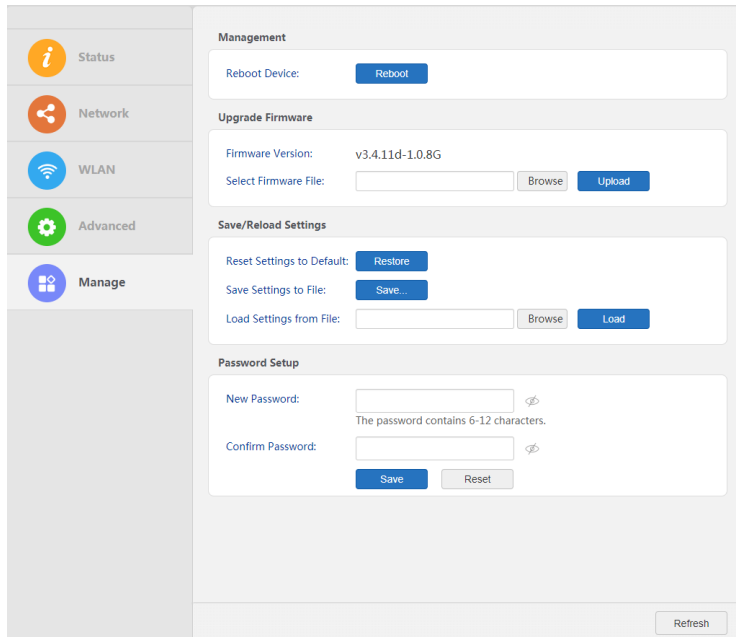 Status
Network
WLAN
Advanced
Manage
Management
Reboot Device: Reboot
Upgrade Firmware
Firmware Version: v3.4.11d-1.0.8G
Select Firmware File: Browse Upload
Save/Reload Settings
Reset Settings to Default: Restore
Save Settings to File: Save...
Load Settings from File: Browse Load
Password Setup
New Password:
The password contains 6-12 characters.
Confirm Password:
Save Reset
Refresh